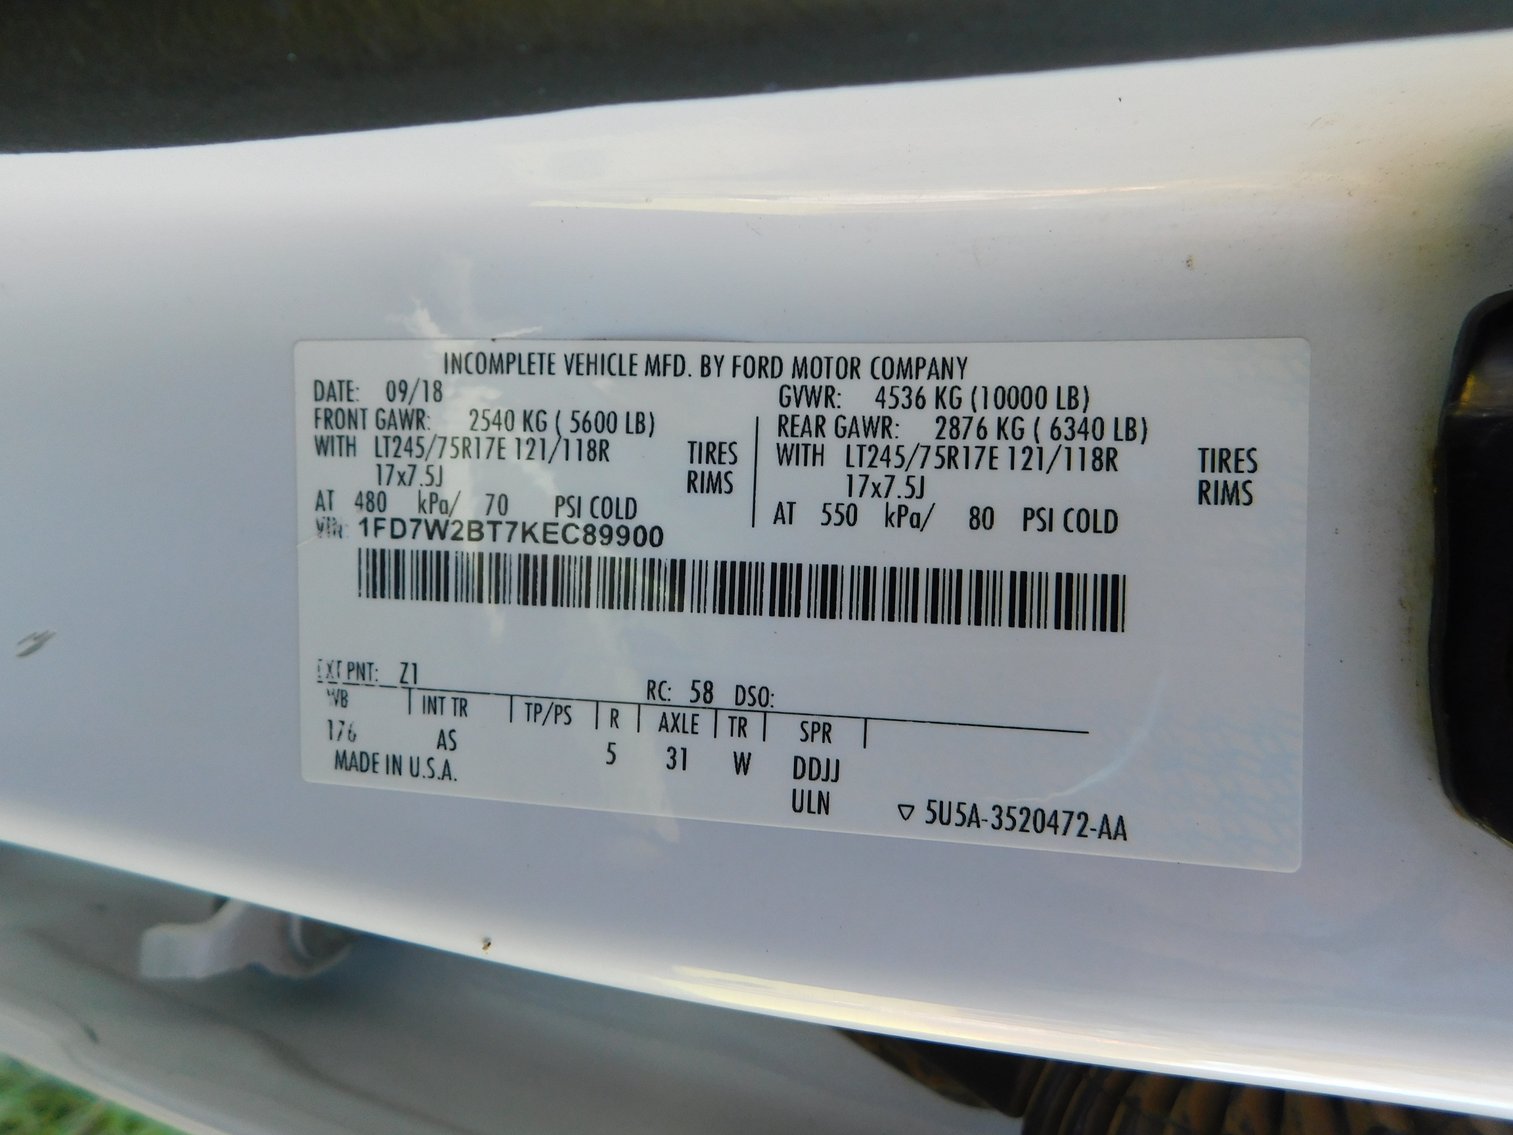 INCOMPLETE VEHICLE MFD. BY FORD MOTOR COMPANY
DATE: 09/18 GVWR: 4536 KG (10000 LB)
FRONT GAWR: 2540 KG ( 5600 LB) REAR GAWR: 2876 KG ( 6340 LB)
WITH LT245/75R17E 121/118R TIRES WITH LT245/75R17E 121/118R TIRES
17x7.5J RIMS 17x7.5J RIMS
AT 480 kPa/ 70 PSI COLD AT 550 kPa/ 80 PSI COLD
VIN: 1FD7W2BT7KEC89900
EXT PNT: Z1 RC: 58 DSO:
WB INT TR TP/PS R AXLE TR SPR
176 AS 5 31 W DDJJ
MADE IN U.S.A. ULN 5U5A-3520472-AA